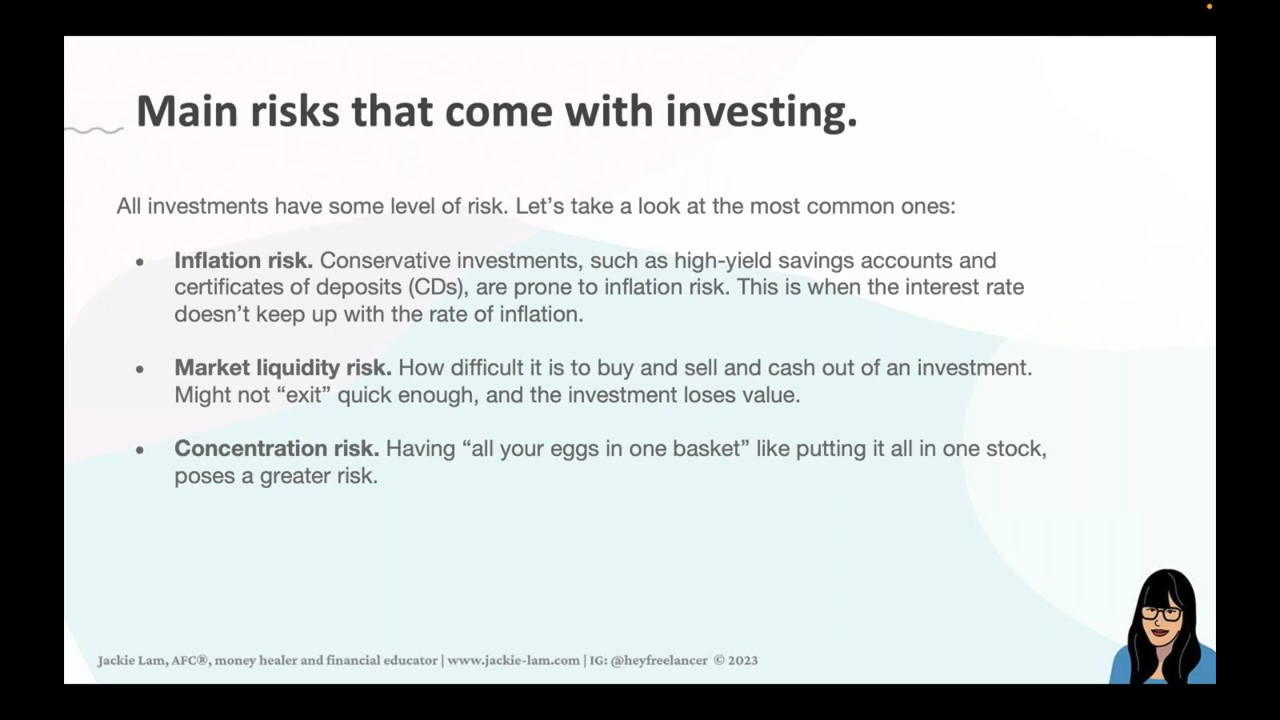 Main risks that come with investing.
All investments have some level of risk. Let’s take a look at the most common ones:
• Inflation risk. Conservative investments, such as high-yield savings accounts and
certificates of deposits (CDs), are prone to inflation risk. This is when the interest rate
doesn’t keep up with the rate of inflation.
• Market liquidity risk. How difficult it is to buy and sell and cash out of an investment.
Might not “exit” quick enough, and the investment loses value.
• Concentration risk. Having “all your eggs in one basket” like putting it all in one stock,
poses a greater risk.
Jackie Lam, AFC®, money healer and financial educator | www.jackie-lam.com | IG: @heyfreelancer © 2023